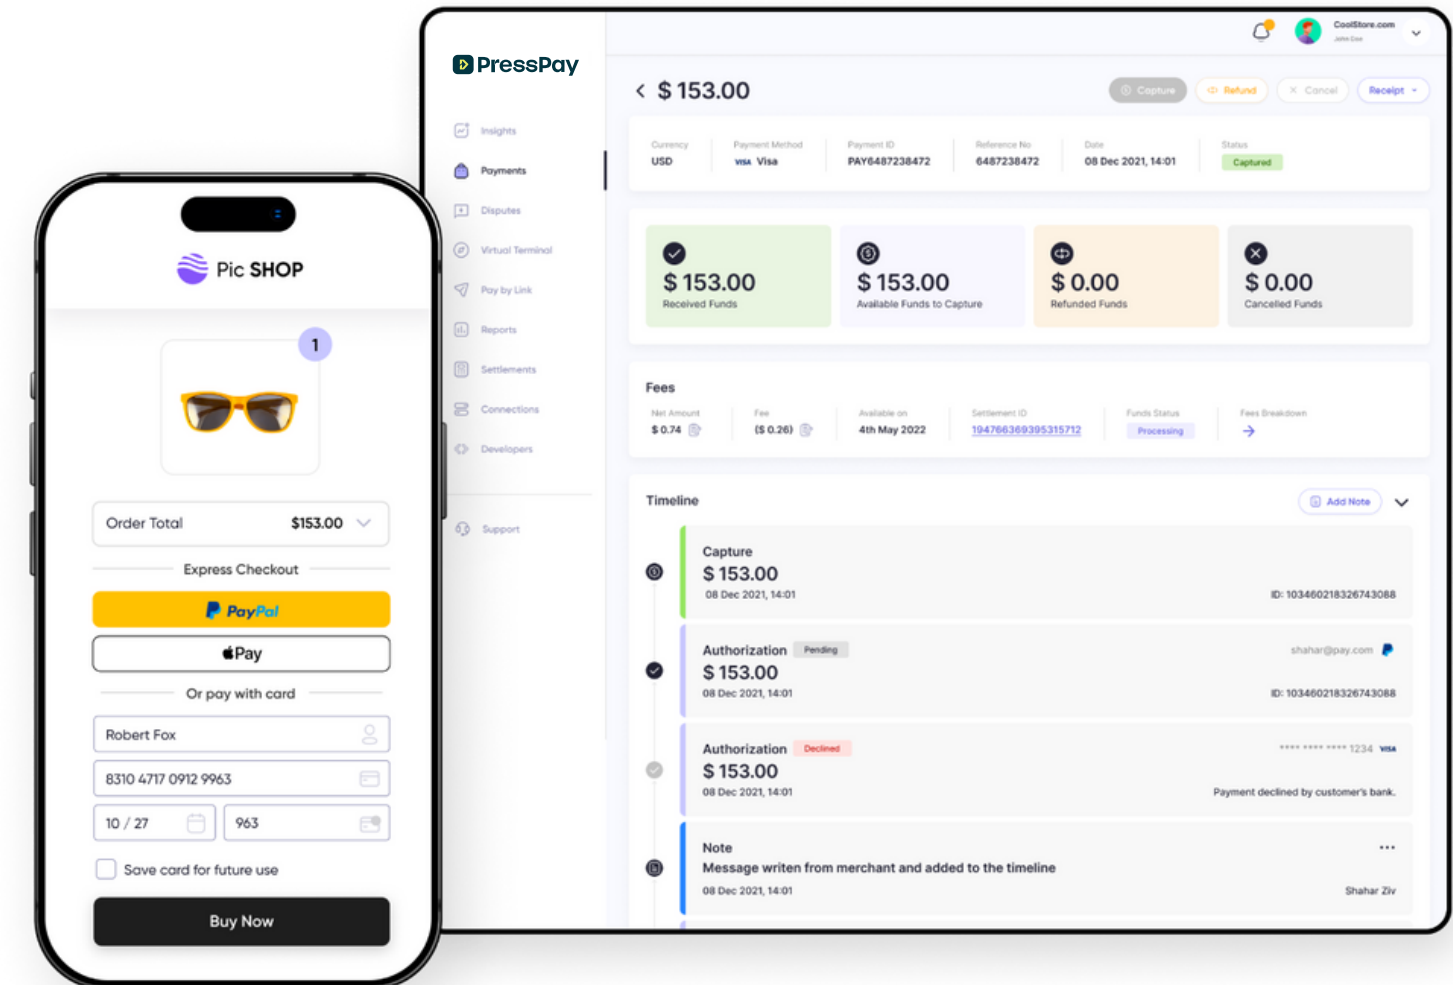 Pic SHOP
1
Order Total $153.00
Express Checkout
PayPal
Pay
Or pay with card
Robert Fox
8310 4717 0912 9963
10 / 27 963
Save card for future use
Buy Now
CoolStore.com
John Doe
PressPay
Insights
Payments
Disputes
Virtual Terminal
Pay by Link
Reports
Settlements
Connections
Developers
Support
$ 153.00
Capture Refund Cancel Receipt
Currency Payment Method Payment ID Reference No Date Status
USD VISA Visa PAY6487238472 6487238472 08 Dec 2021, 14:01 Captured
$ 153.00 $ 153.00 $ 0.00 $ 0.00
Received Funds Available Funds to Capture Refunded Funds Cancelled Funds
Fees
Net Amount Fee Available on Settlement ID Funds Status Fees Breakdown
$ 0.74 ($ 0.26) 4th May 2022 194766369395315712 Processing
Timeline Add Note
Capture
$ 153.00
08 Dec 2021, 14:01 ID: 103460218326743088
Authorization Pending shahar@pay.com
$ 153.00
08 Dec 2021, 14:01 ID: 103460218326743088
Authorization Declined **** **** **** 1234 VISA
$ 153.00
08 Dec 2021, 14:01 Payment declined by customer's bank.
Note
Message writen from merchant and added to the timeline
08 Dec 2021, 14:01 Shahar Ziv